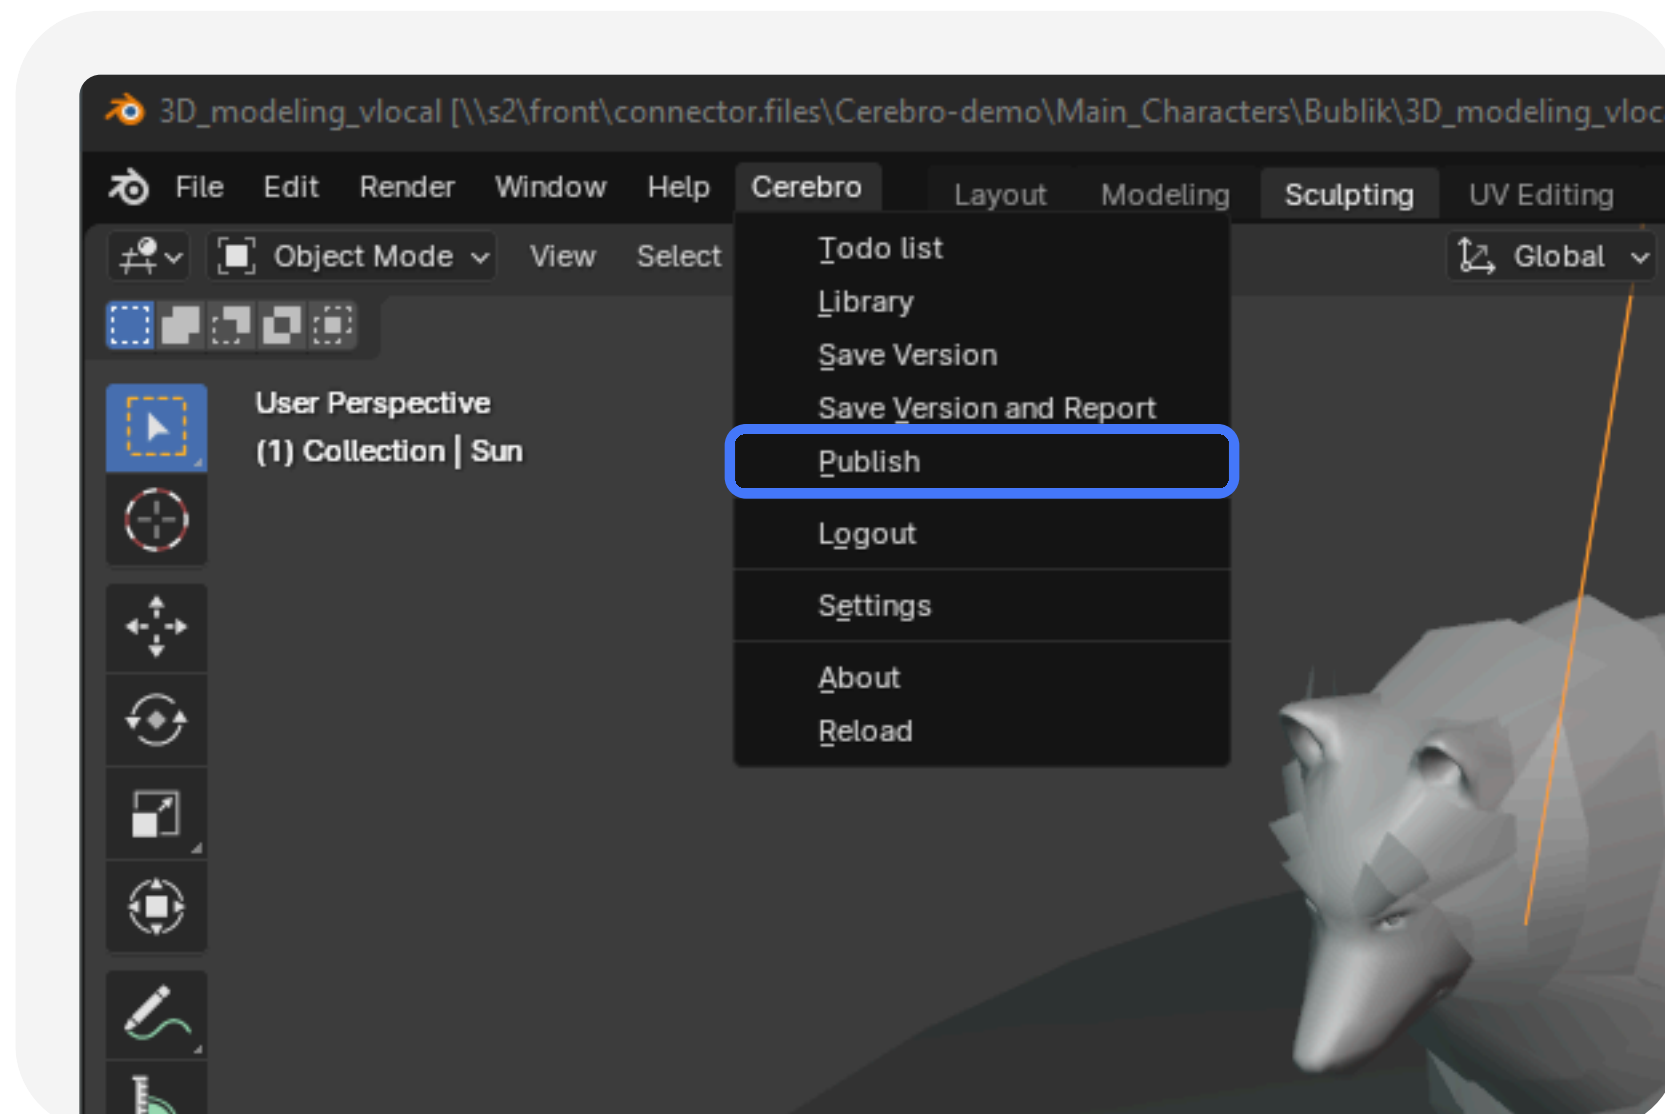 3D_modeling_vlocal [\\s2\front\connector.files\Cerebro-demo\Main_Characters\Bublik\3D_modeling_vloc
File Edit Render Window Help Cerebro Layout Modeling Sculpting UV Editing
Object Mode View Select Global
Todo list
Library
Save Version
Save Version and Report
Publish
Logout
Settings
About
Reload
User Perspective
(1) Collection | Sun